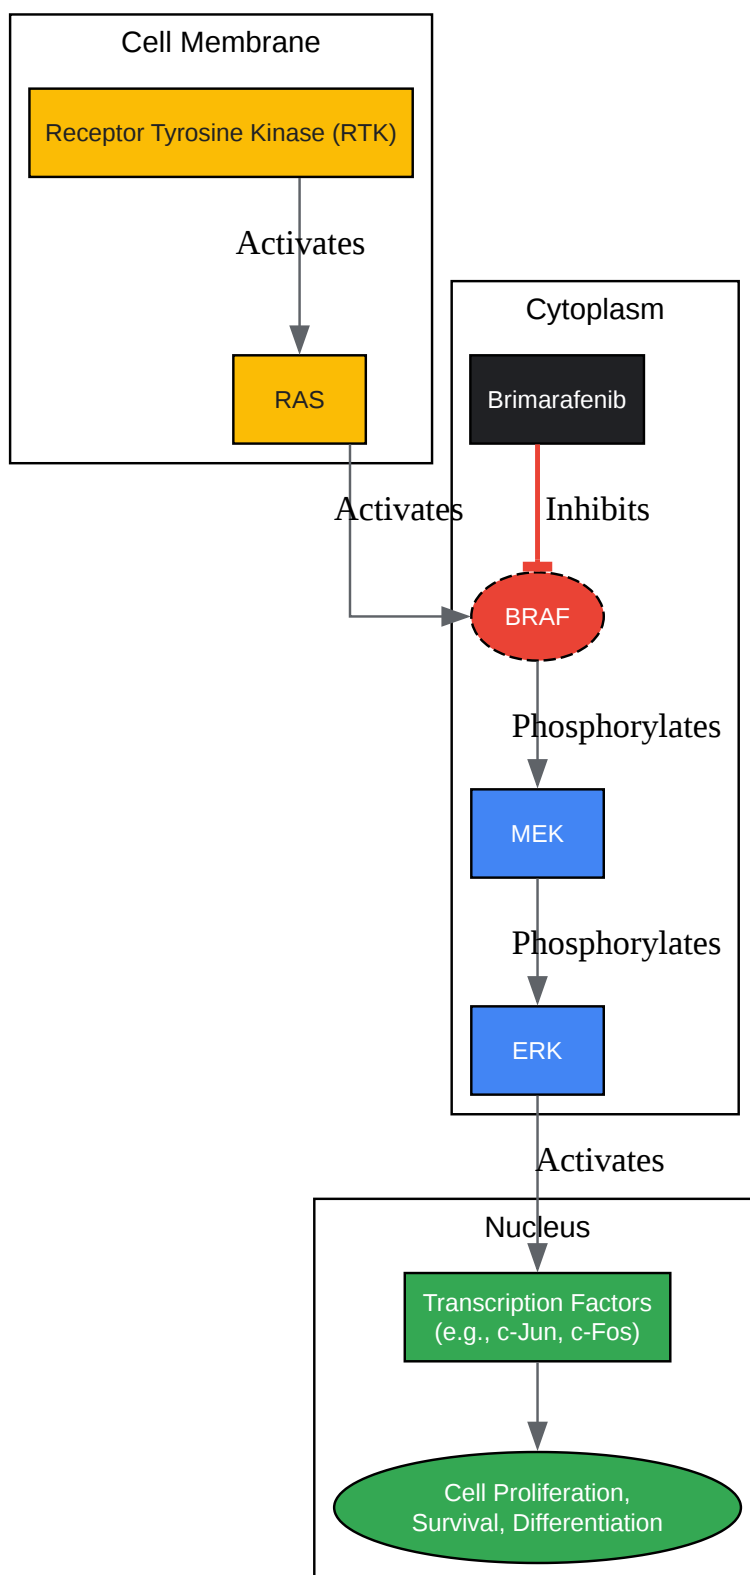 Cell Membrane
Receptor Tyrosine Kinase (RTK)
Activates
RAS
Activates
Cytoplasm
Brimarafenib
Inhibits
BRAF
Phosphorylates
MEK
Phosphorylates
ERK
Activates
Nucleus
Transcription Factors
(e.g., c-Jun, c-Fos)
Cell Proliferation,
Survival, Differentiation